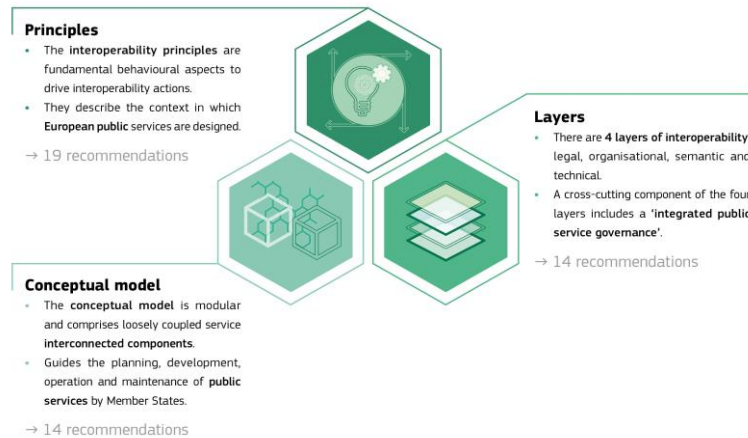 Principles
• The interoperability principles are
fundamental behavioural aspects to
drive interoperability actions.
• They describe the context in which
European public services are designed.
→ 19 recommendations
Layers
• There are 4 layers of interoperability
legal, organisational, semantic and
technical.
• A cross-cutting component of the four
layers includes a ‘integrated public
service governance’.
→ 14 recommendations
Conceptual model
• The conceptual model is modular
and comprises loosely coupled service
interconnected components.
• Guides the planning, development,
operation and maintenance of public
services by Member States.
→ 14 recommendations